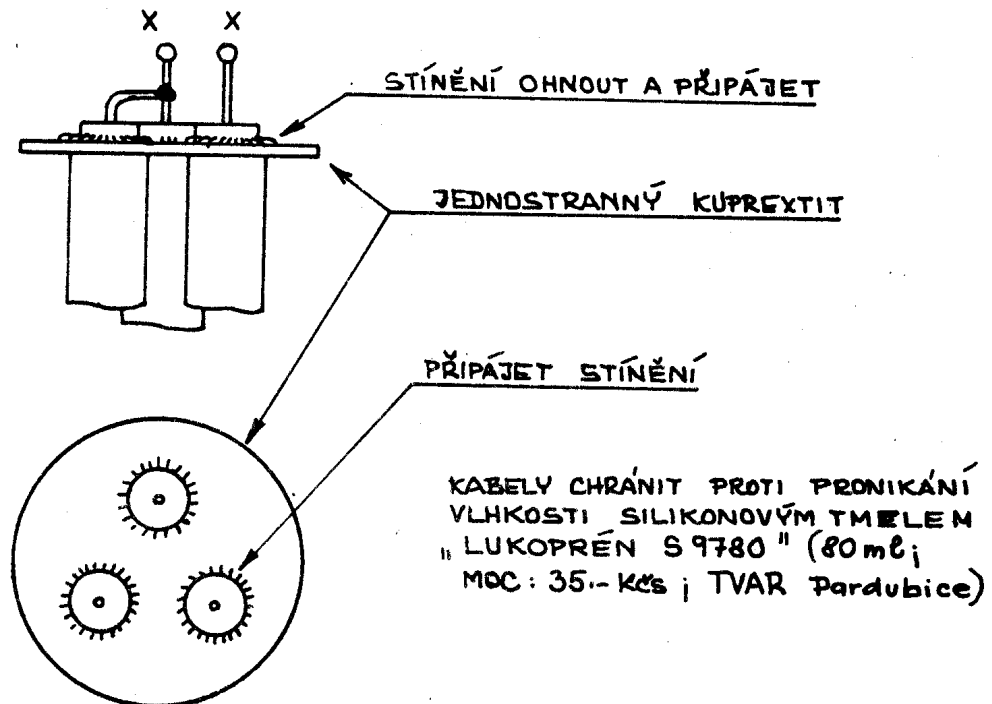 X X
STÍNĚNÍ OHNOUT A PŘIPÁJET
JEDNOSTRANNÝ KUPREXTIT
PŘIPÁJET STÍNĚNÍ
KABELY CHRÁNIT PROTI PRONIKÁNÍ
VLHKOSTI SILIKONOVÝM TMELEM
„ LUKOPRÉN S 9780 " (80 ml;
MOC: 35.- Kčs ; TVAR Pardubice)